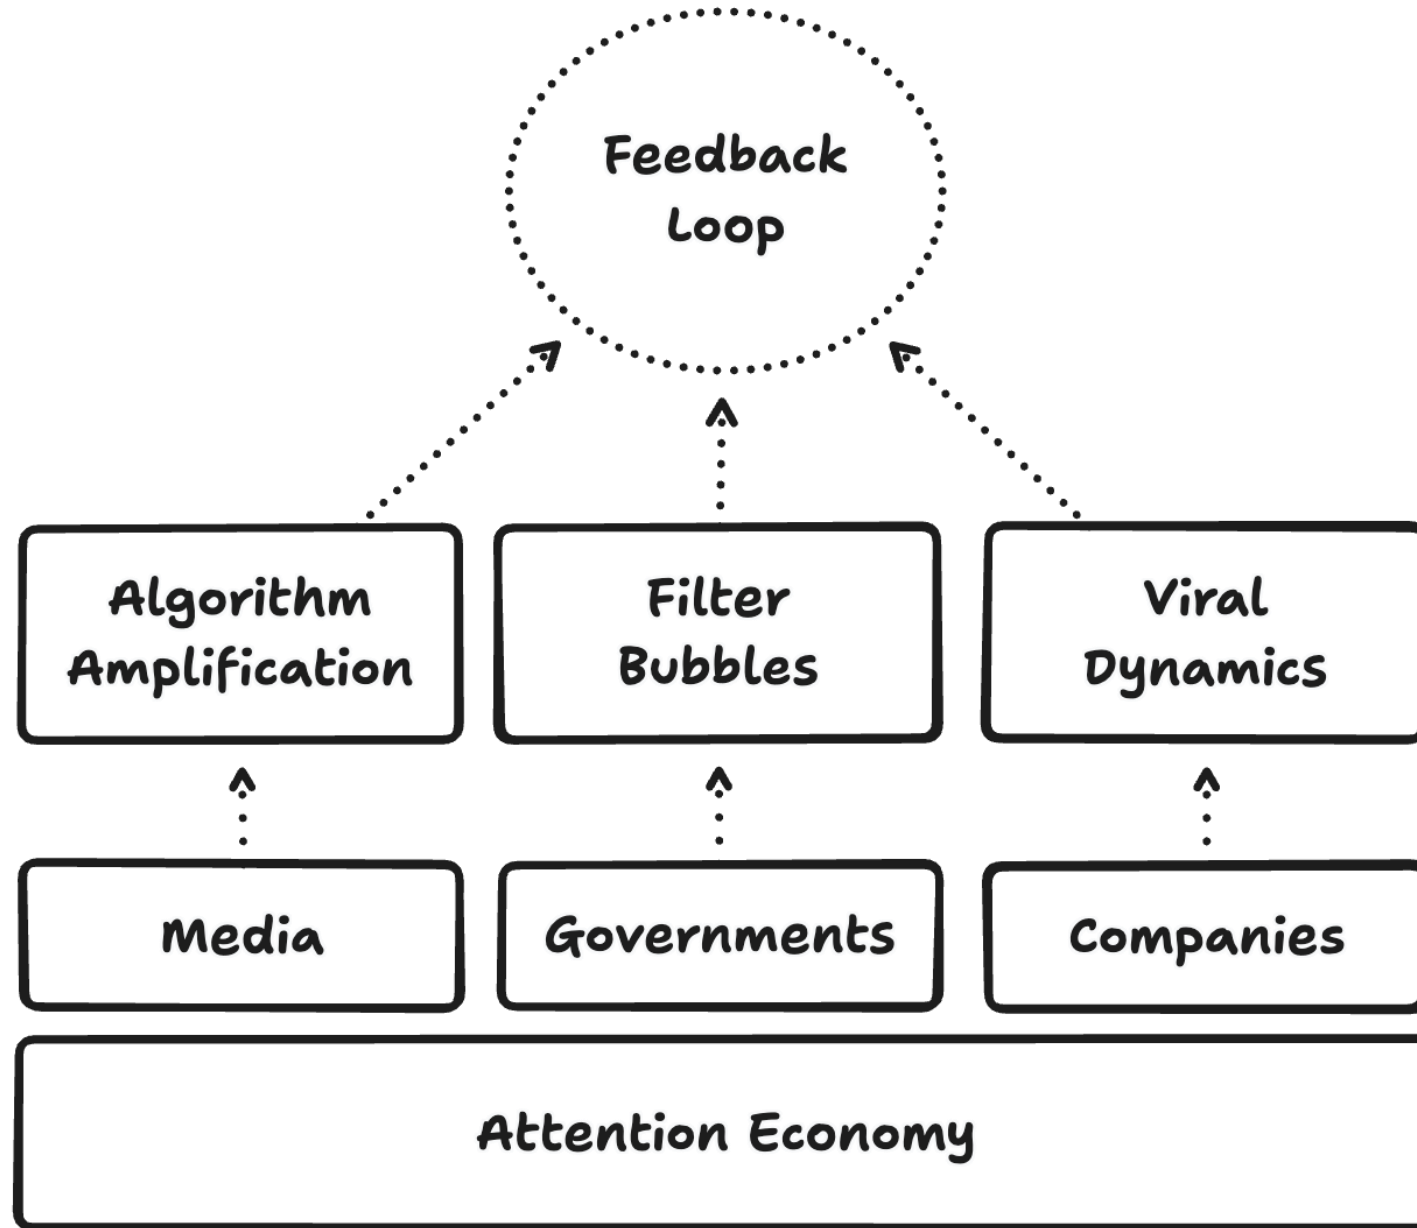 Feedback
Loop
Algorithm
Amplification
Filter
Bubbles
Viral
Dynamics
Media
Governments
Companies
Attention Economy